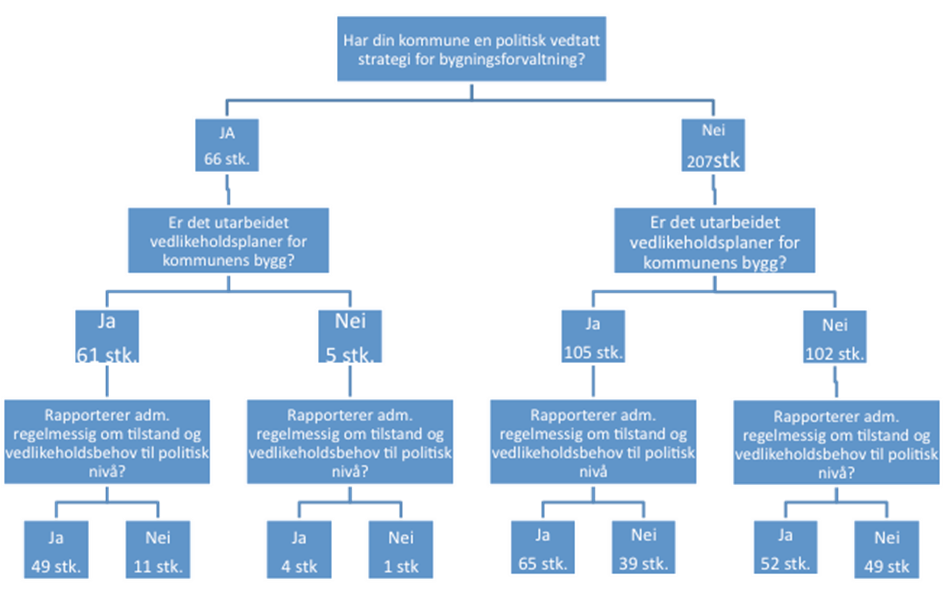 Har din kommune en politisk vedtatt
strategi for bygningsforvaltning?
JA
66 stk.
Nei
207stk
Er det utarbeidet
vedlikeholdsplaner for
kommunens bygg?
Er det utarbeidet
vedlikeholdsplaner for
kommunens bygg?
Ja
61 stk.
Nei
5 stk.
Ja
105 stk.
Nei
102 stk.
Rapporterer adm.
regelmessig om tilstand og
vedlikeholdsbehov til politisk
nivå?
Rapporterer adm.
regelmessig om tilstand og
vedlikeholdsbehov til politisk
nivå?
Rapporterer adm.
regelmessig om tilstand og
vedlikeholdsbehov til politisk
nivå
Rapporterer adm.
regelmessig om tilstand og
vedlikeholdsbehov til politisk
nivå?
Ja
49 stk.
Nei
11 stk.
Ja
4 stk
Nei
1 stk
Ja
65 stk.
Nei
39 stk.
Ja
52 stk.
Nei
49 stk